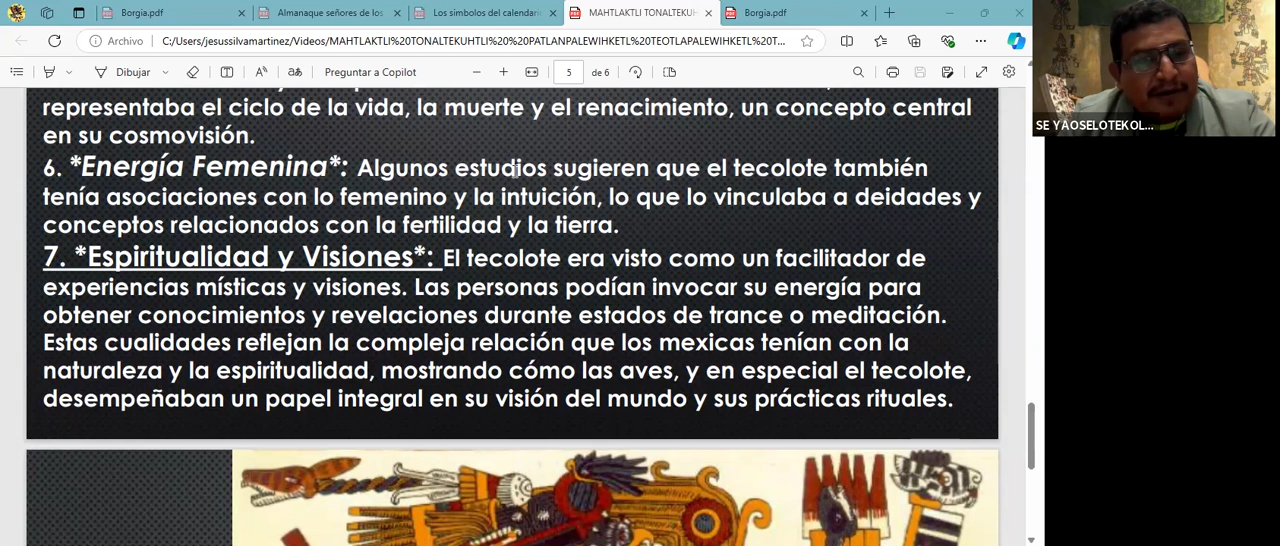 Borgia.pdf
Almanaque señores de los
Los simbolos del calendari
MAHTLAKTLI TONALTEKUH
Borgia.pdf
Archivo
C:/Users/jesussilvamartinez/Videos/MAHTLAKTLI%20TONALTEKUHTLI%20%20PATLANPALEWIHKETL%20TEOTLAPALEWIHKETL%20T...
Dibujar
Preguntar a Copilot
5
de 6
representaba el ciclo de la vida, la muerte y el renacimiento, un concepto central
en su cosmovisión.
6. *Energía Femenina*: Algunos estudios sugieren que el tecolote también
tenía asociaciones con lo femenino y la intuición, lo que lo vinculaba a deidades y
conceptos relacionados con la fertilidad y la tierra.
7. *Espiritualidad y Visiones*: El tecolote era visto como un facilitador de
experiencias místicas y visiones. Las personas podían invocar su energía para
obtener conocimientos y revelaciones durante estados de trance o meditación.
Estas cualidades reflejan la compleja relación que los mexicas tenían con la
naturaleza y la espiritualidad, mostrando cómo las aves, y en especial el tecolote,
desempeñaban un papel integral en su visión del mundo y sus prácticas rituales.
SE YAOSELOTEKOL...